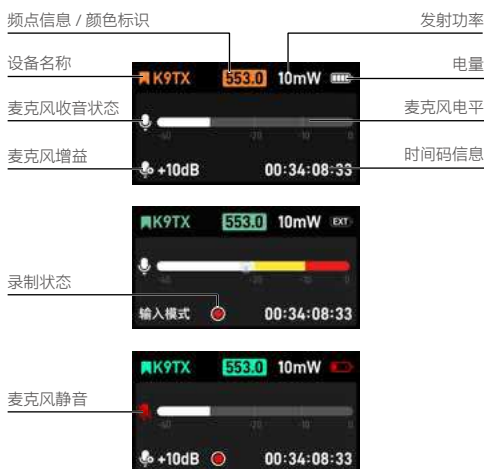 频点信息 / 颜色标识
发射功率
设备名称
电量
K9TX 553.0 10mW
麦克风收音状态
麦克风电平
-60 -20 -10 0
麦克风增益
时间码信息
+10dB 00:34:08:33
K9TX 553.0 10mW EXT
-60 -20 -10 0
录制状态
输入模式 00:34:08:33
K9TX 553.0 10mW
麦克风静音
-60 -20 -10 0
+10dB 00:34:08:33